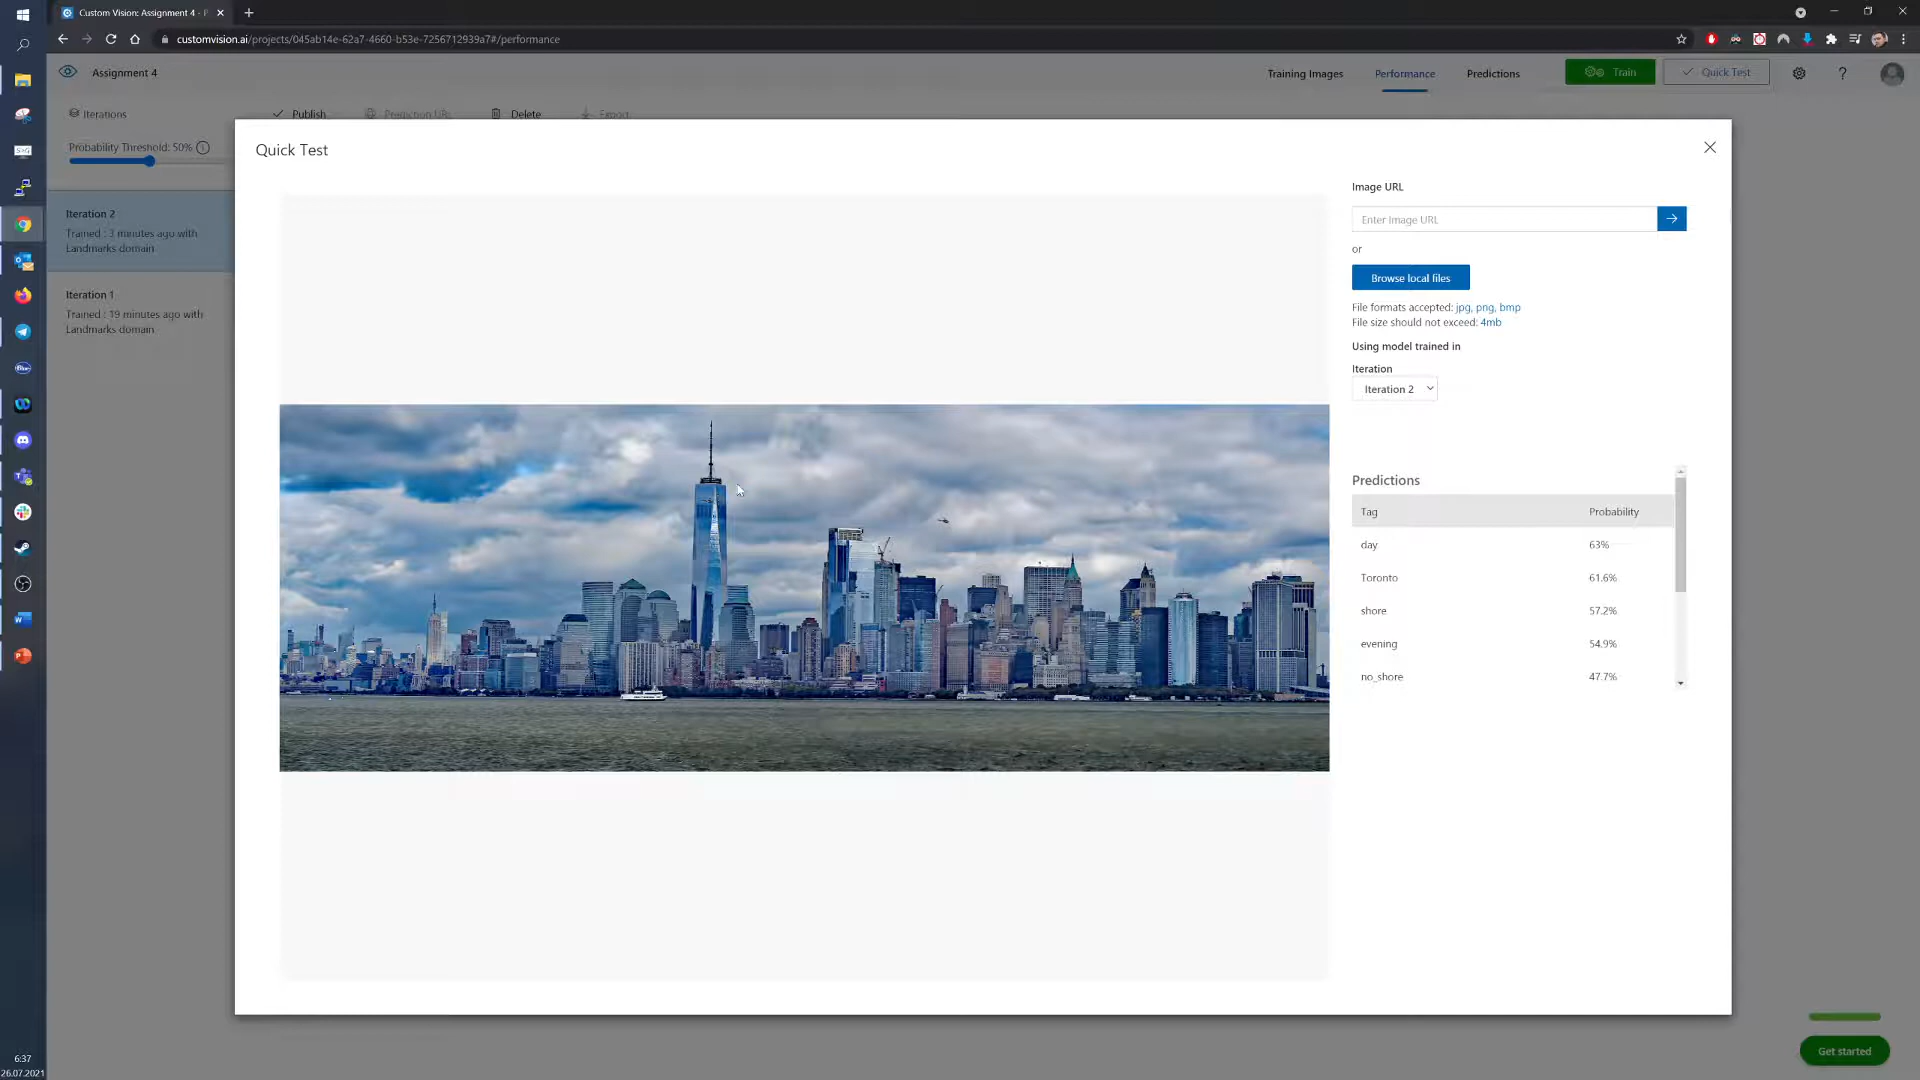 Custom Vision: Assignment 4 - P
customvision.ai/projects/045ab14e-62a7-4660-b53e-7256712939a7#/performance
Assignment 4
Training Images
Performance
Predictions
Train
Quick Test
?
Iterations
Publish
Prediction URL
Delete
Export
Probability Threshold: 50%
Iteration 2
Trained : 3 minutes ago with
Landmarks domain
Iteration 1
Trained : 19 minutes ago with
Landmarks domain
Quick Test
Image URL
Enter Image URL
or
Browse local files
File formats accepted: jpg, png, bmp
File size should not exceed: 4mb
Using model trained in
Iteration
Iteration 2
Predictions
Tag Probability
day 63%
Toronto 61.6%
shore 57.2%
evening 54.9%
no_shore 47.7%
Get started
6:37
26.07.2021